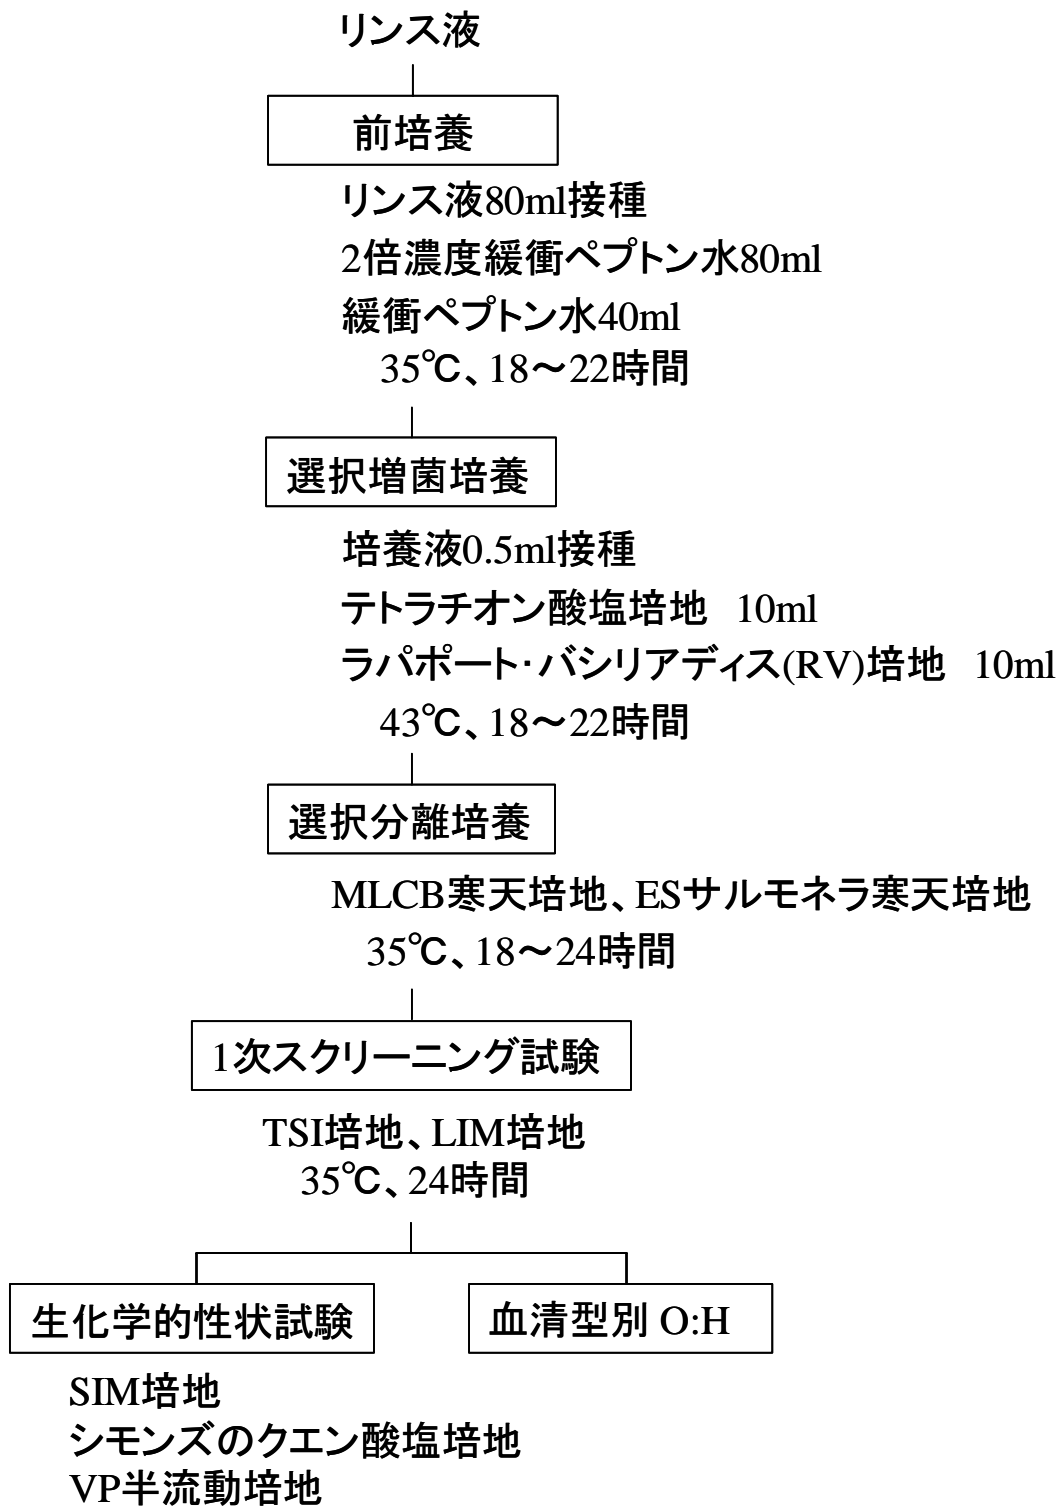 リンス液
前培養
リンス液80ml接種
2倍濃度緩衝ペプトン水80ml
緩衝ペプトン水40ml
35℃、18～22時間
選択増菌培養
培養液0.5ml接種
テトラチオン酸塩培地　10ml
ラパポート・バシリアディス(RV)培地　10ml
43℃、18～22時間
選択分離培養
MLCB寒天培地、ESサルモネラ寒天培地
35℃、18～24時間
1次スクリーニング試験
TSI培地、LIM培地
35℃、24時間
生化学的性状試験
血清型別 O:H
SIM培地
シモンズのクエン酸塩培地
VP半流動培地